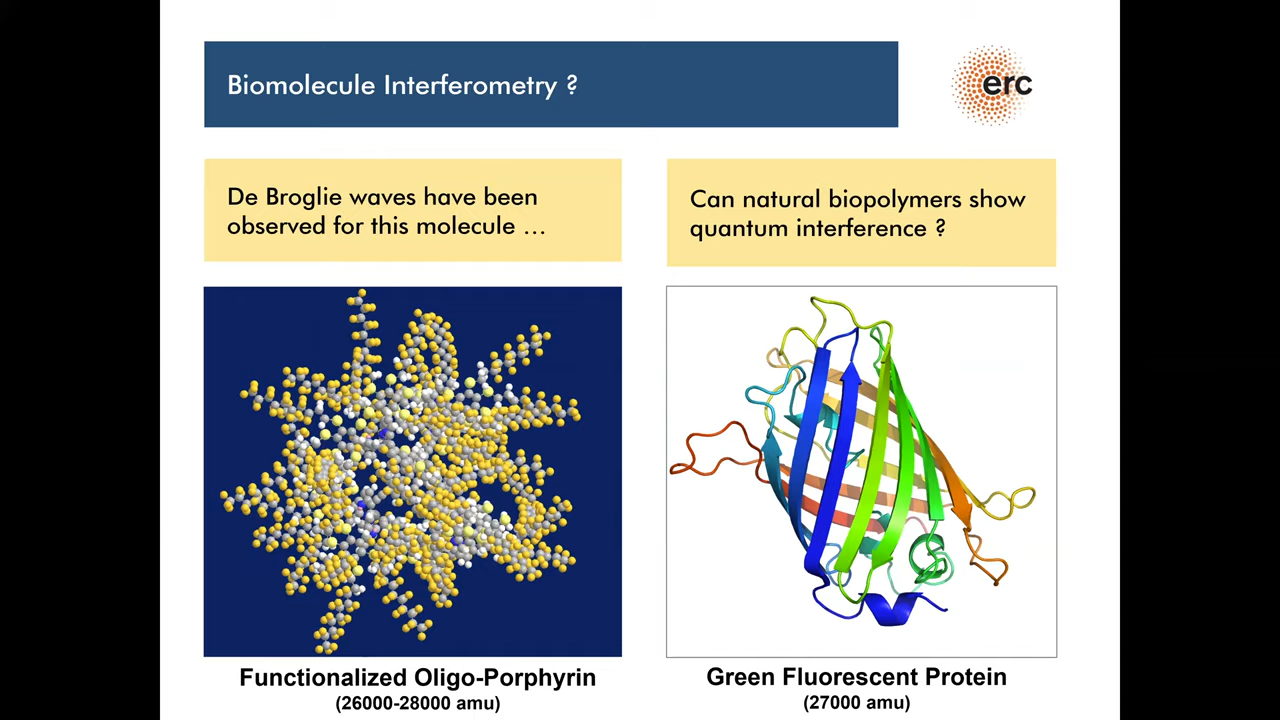 Biomolecule Interferometry ?
erc
De Broglie waves have been
observed for this molecule ...
Can natural biopolymers show
quantum interference ?
Functionalized Oligo-Porphyrin
(26000-28000 amu)
Green Fluorescent Protein
(27000 amu)